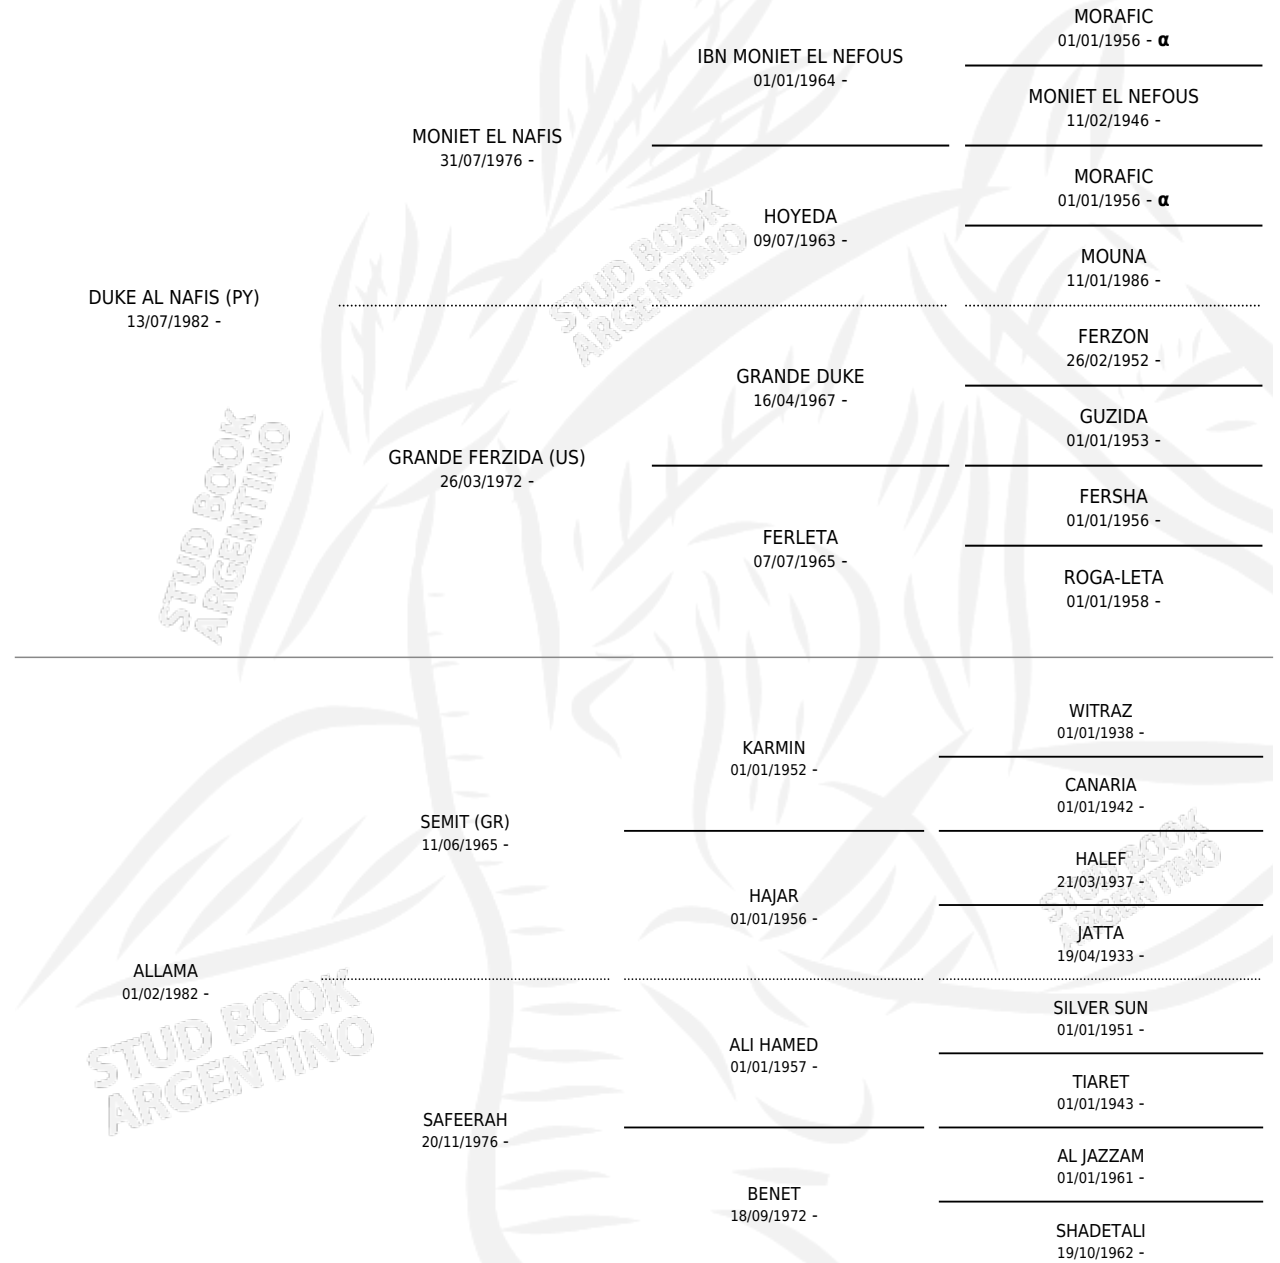 MORAFIC
01/01/1956 - α
IBN MONIET EL NEFOUS
01/01/1964 -
MONIET EL NEFOUS
11/02/1946 -
MONIET EL NAFIS
31/07/1976 -
MORAFIC
01/01/1956 - α
HOYEDA
09/07/1963 -
MOUNA
11/01/1986 -
DUKE AL NAFIS (PY)
13/07/1982 -
FERZON
26/02/1952 -
GRANDE DUKE
16/04/1967 -
GUZIDA
01/01/1953 -
GRANDE FERZIDA (US)
26/03/1972 -
FERSHA
01/01/1956 -
FERLETA
07/07/1965 -
ROGA-LETA
01/01/1958 -
STUD BOOK
ARGENTINO
STUD BOOK
ARGENTINO
WITRAZ
01/01/1938 -
KARMIN
01/01/1952 -
CANARIA
01/01/1942 -
SEMIT (GR)
11/06/1965 -
HALEF
21/03/1937 -
HAJAR
01/01/1956 -
JATTA
19/04/1933 -
STUD BOOK
ARGENTINO
ALLAMA
01/02/1982 -
SILVER SUN
01/01/1951 -
ALI HAMED
01/01/1957 -
TIARET
01/01/1943 -
SAFEERAH
20/11/1976 -
AL JAZZAM
01/01/1961 -
BENET
18/09/1972 -
SHADETALI
19/10/1962 -
STUD BOOK
ARGENTINO